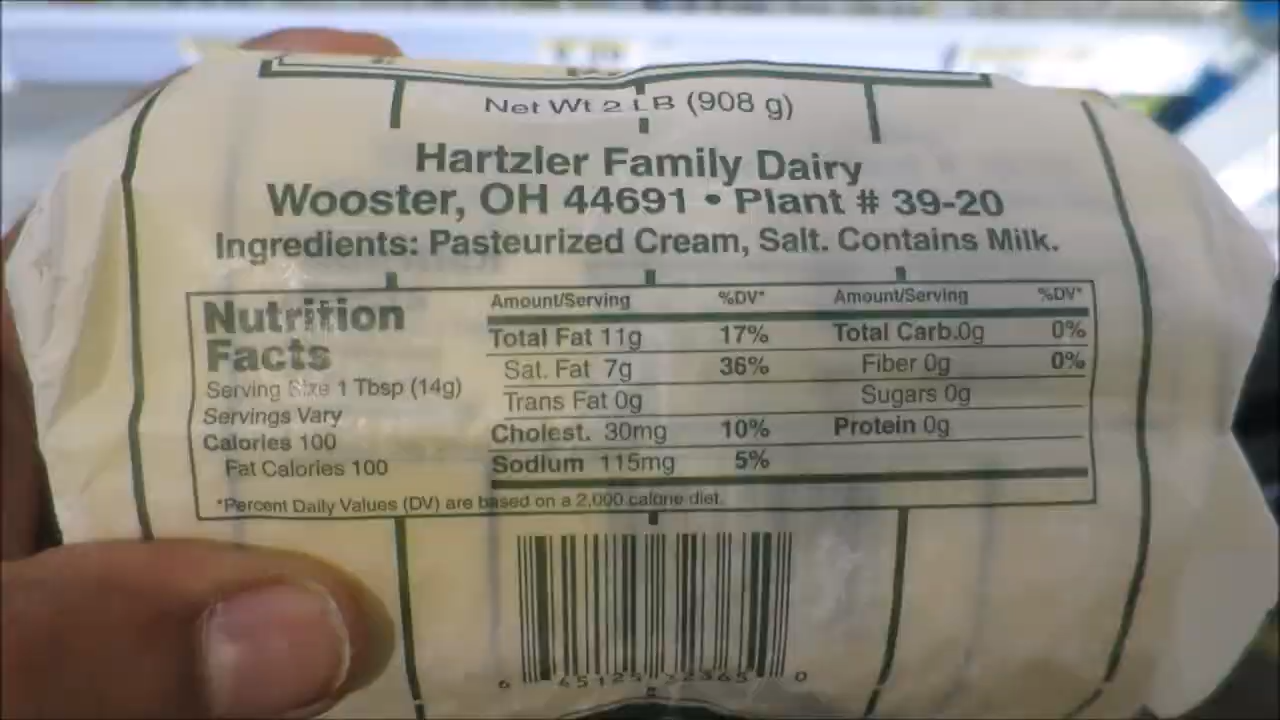 Net Wt 2 LB (908 g)
Hartzler Family Dairy
Wooster, OH 44691 • Plant # 39-20
Ingredients: Pasteurized Cream, Salt. Contains Milk.
Nutrition
Facts
Serving Size 1 Tbsp (14g)
Servings Vary
Calories 100
Fat Calories 100
Amount/Serving %DV*
Total Fat 11g 17%
Sat. Fat 7g 36%
Trans Fat 0g
Cholest. 30mg 10%
Sodium 115mg 5%
Amount/Serving %DV*
Total Carb.0g 0%
Fiber 0g 0%
Sugars 0g
Protein 0g
*Percent Daily Values (DV) are based on a 2,000 calorie diet.